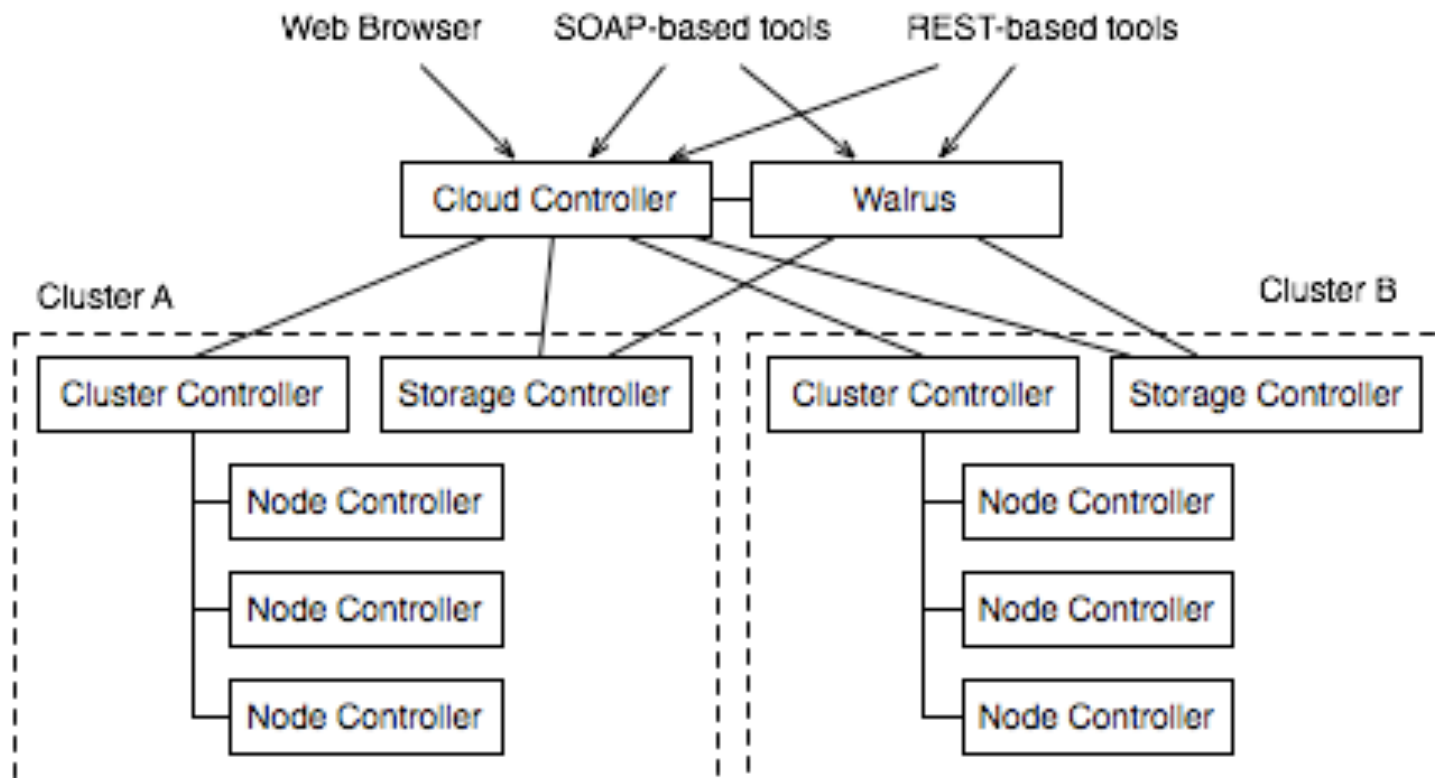 Web Browser
SOAP-based tools
REST-based tools
Cloud Controller
Walrus
Cluster A
Cluster B
Cluster Controller
Storage Controller
Cluster Controller
Storage Controller
Node Controller
Node Controller
Node Controller
Node Controller
Node Controller
Node Controller